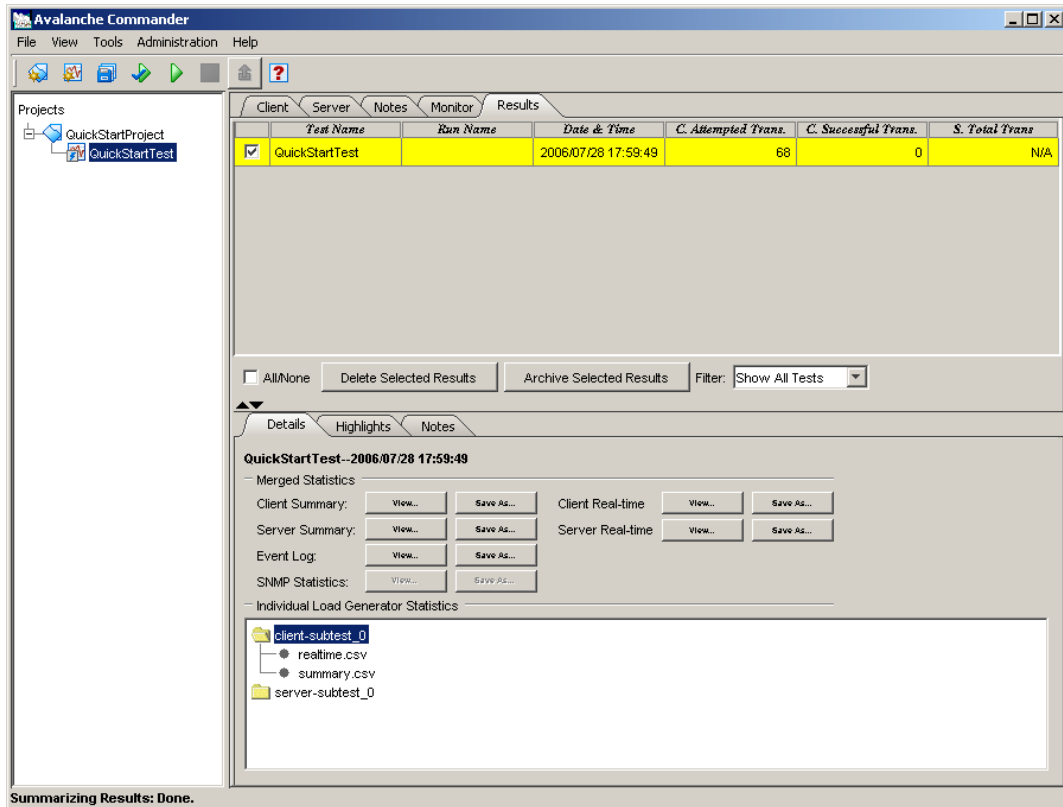 Avalanche Commander
File View Tools Administration Help
Projects
QuickStartProject
QuickStartTest
Client Server Notes Monitor Results
Test Name Run Name Date & Time C. Attempted Trans. C. Successful Trans. S. Total Trans
QuickStartTest 2006/07/28 17:59:49 68 0 N/A
All/None Delete Selected Results Archive Selected Results Filter: Show All Tests
Details Highlights Notes
QuickStartTest--2006/07/28 17:59:49
Merged Statistics
Client Summary: View... Save As... Client Real-time View... Save As...
Server Summary: View... Save As... Server Real-time View... Save As...
Event Log: View... Save As...
SNMP Statistics: View... Save As...
Individual Load Generator Statistics
client-subtest_0
realtime.csv
summary.csv
server-subtest_0
Summarizing Results: Done.